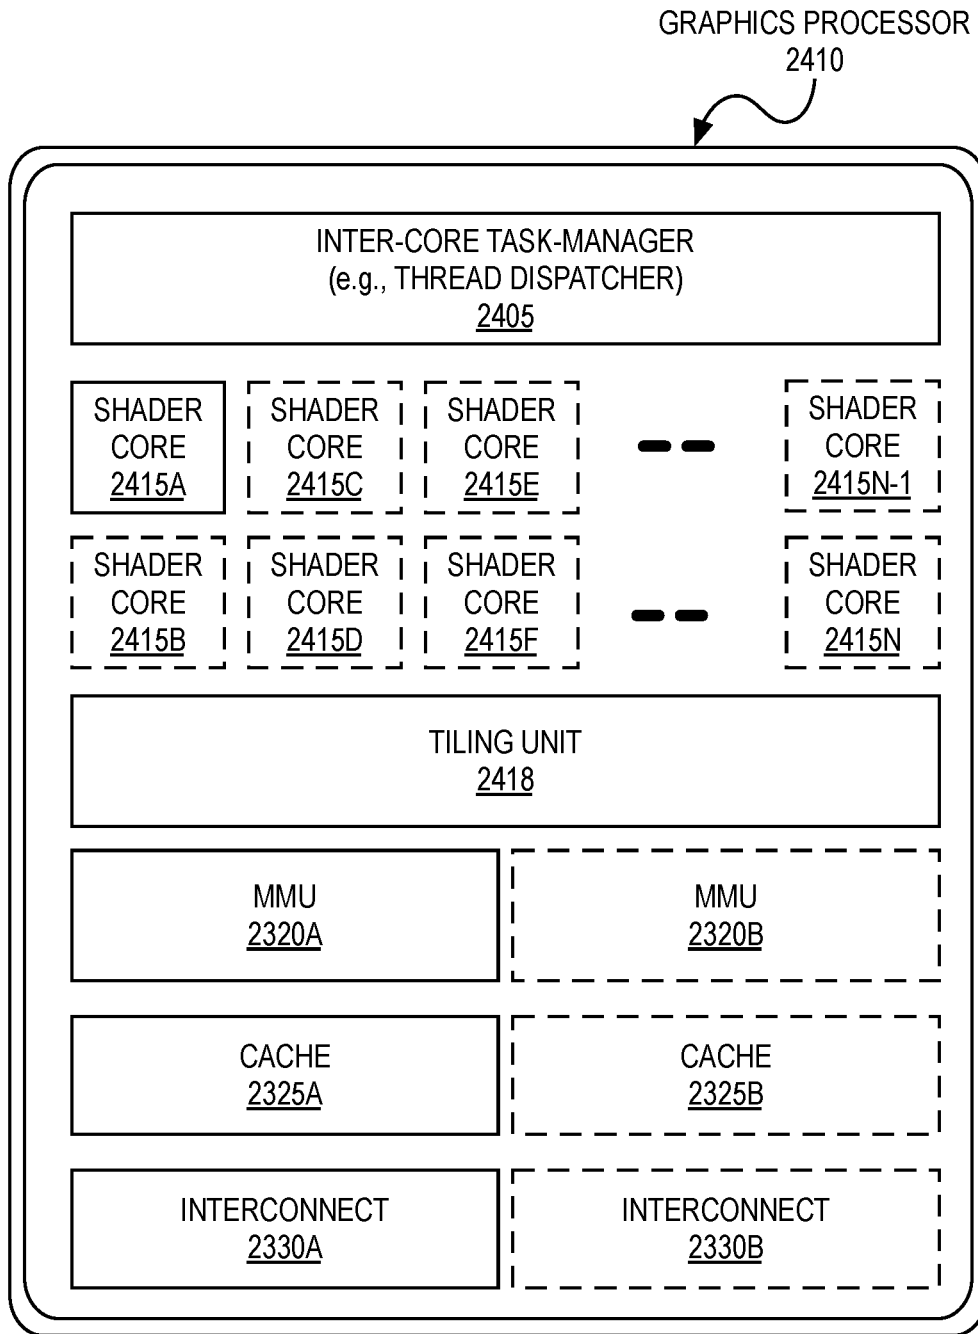 GRAPHICS PROCESSOR
2410
INTER-CORE TASK-MANAGER
(e.g., THREAD DISPATCHER)
2405
SHADER
CORE
2415A
SHADER
CORE
2415C
SHADER
CORE
2415E
SHADER
CORE
2415N-1
SHADER
CORE
2415B
SHADER
CORE
2415D
SHADER
CORE
2415F
SHADER
CORE
2415N
TILING UNIT
2418
MMU
2320A
MMU
2320B
CACHE
2325A
CACHE
2325B
INTERCONNECT
2330A
INTERCONNECT
2330B